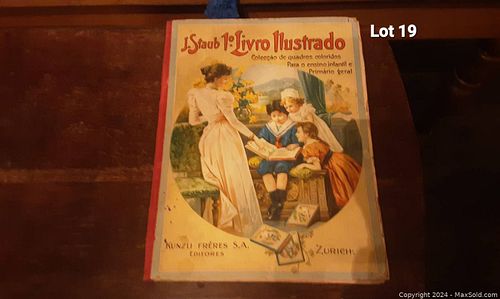 Lot 19
J. Staub 1º Livro Illustrado
Colecção de quadros coloridos
Para o ensino infantil e
Primário geral
KUNZLI FRÈRES S.A.
EDITORES
ZURICH.
Copyright 2024 - MaxSold.com